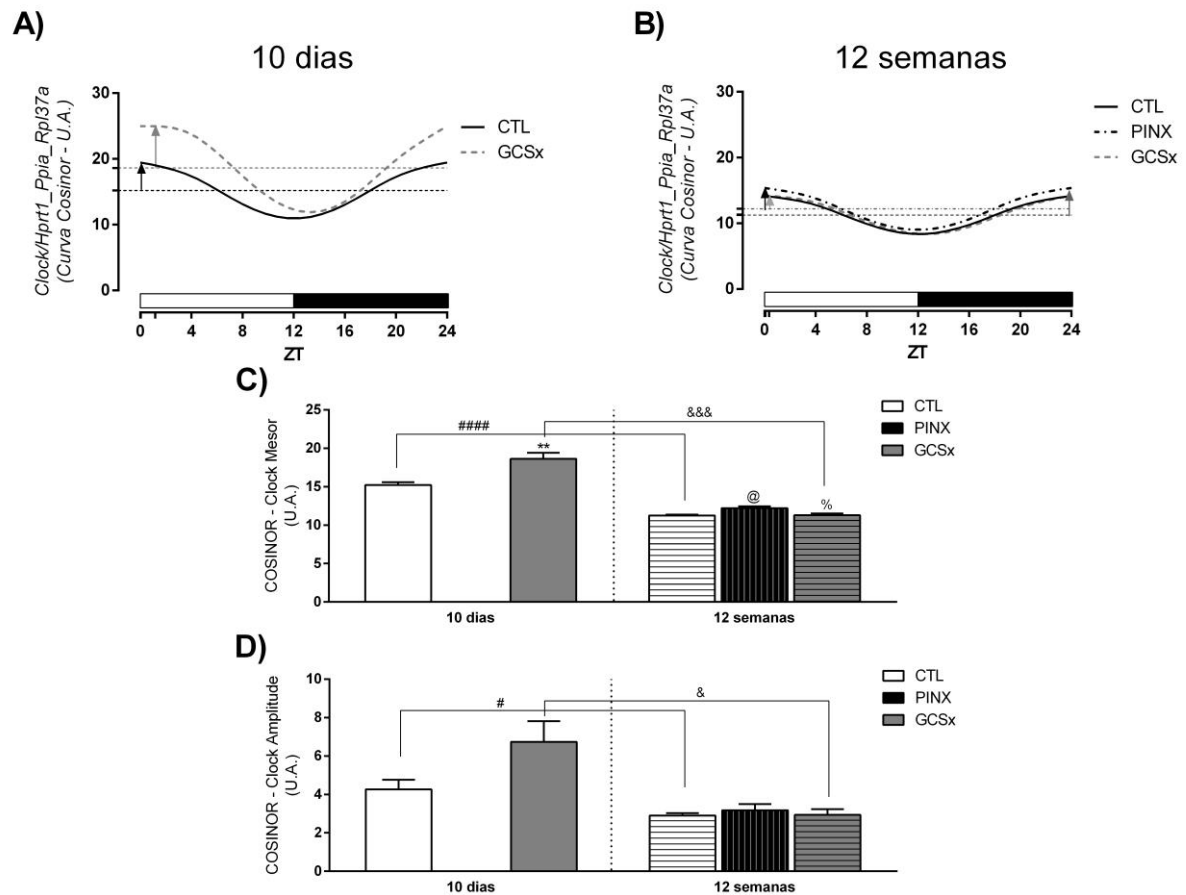 A)
10 dias
Clock/Hprt1_Ppia_Rpl37a
(Curva Cosinor - U.A.)
30
20
10
0
0 4 8 12 16 20 24
ZT
CTL
GCSx
B)
12 semanas
Clock/Hprt1_Ppia_Rpl37a
(Curva Cosinor - U.A.)
30
20
10
0
0 4 8 12 16 20 24
ZT
CTL
PINX
GCSx
C)
COSINOR - Clock Mesor
(U.A.)
25
20
15
10
5
0
####
**
&&&
@
%
10 dias
12 semanas
CTL
PINX
GCSx
D)
COSINOR - Clock Amplitude
(U.A.)
10
8
6
4
2
0
#
&
10 dias
12 semanas
CTL
PINX
GCSx